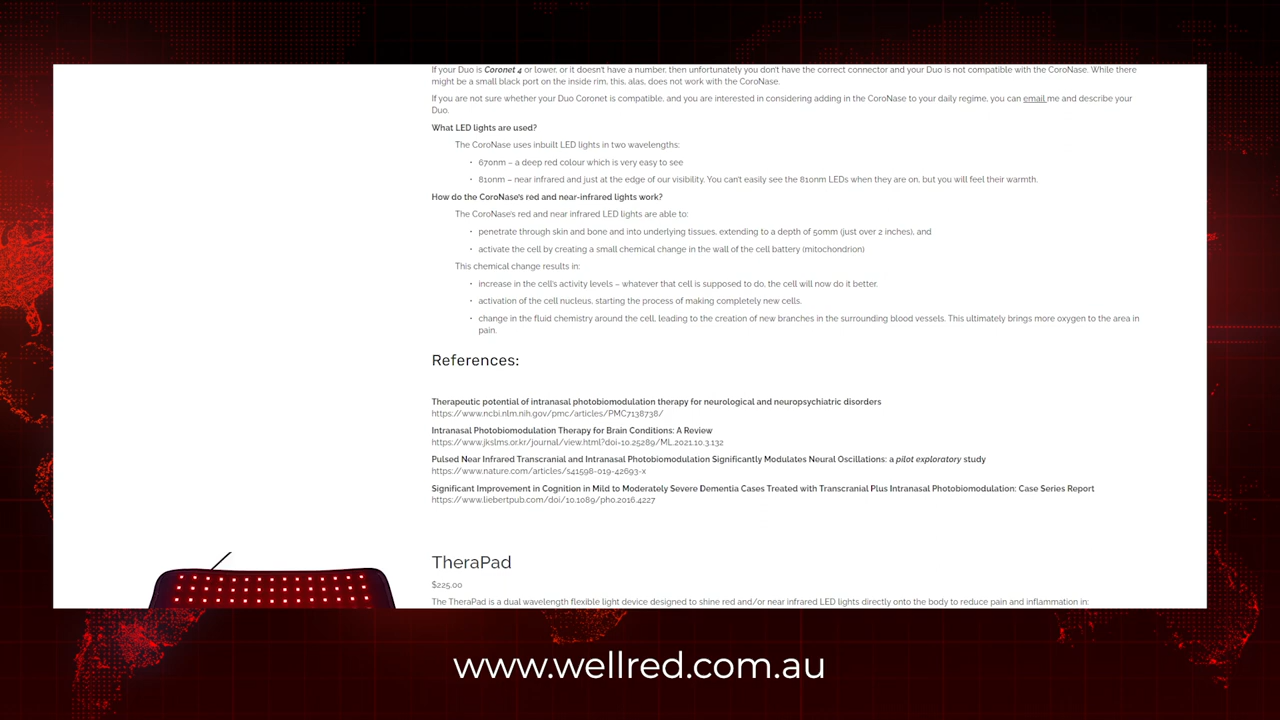 If your Duo is Coronet 4 or lower, or it doesn't have a number, then unfortunately you don't have the correct connector and your Duo is not compatible with the CoroNase. While there
might be a small black port on the inside rim, this, alas, does not work with the CoroNase.
If you are not sure whether your Duo Coronet is compatible, and you are interested in considering adding in the CoroNase to your daily regime, you can email me and describe your
Duo.
What LED lights are used?
The CoroNase uses inbuilt LED lights in two wavelengths:
• 670nm – a deep red colour which is very easy to see
• 810nm – near infrared and just at the edge of our visibility. You can't easily see the 810nm LEDs when they are on, but you will feel their warmth.
How do the CoroNase's red and near-infrared lights work?
The CoroNase's red and near infrared LED lights are able to:
• penetrate through skin and bone and into underlying tissues, extending to a depth of 50mm (just over 2 inches), and
• activate the cell by creating a small chemical change in the wall of the cell battery (mitochondrion)
This chemical change results in:
• increase in the cell's activity levels – whatever that cell is supposed to do, the cell will now do it better.
• activation of the cell nucleus, starting the process of making completely new cells.
• change in the fluid chemistry around the cell, leading to the creation of new branches in the surrounding blood vessels. This ultimately brings more oxygen to the area in
pain.
References:
Therapeutic potential of intranasal photobiomodulation therapy for neurological and neuropsychiatric disorders
https://www.ncbi.nlm.nih.gov/pmc/articles/PMC7138738/
Intranasal Photobiomodulation Therapy for Brain Conditions: A Review
https://www.jkslms.or.kr/journal/view.html?doi=10.25289/ML.2021.10.3.132
Pulsed Near Infrared Transcranial and Intranasal Photobiomodulation Significantly Modulates Neural Oscillations: a pilot exploratory study
https://www.nature.com/articles/s41598-019-42693-x
Significant Improvement in Cognition in Mild to Moderately Severe Dementia Cases Treated with Transcranial Plus Intranasal Photobiomodulation: Case Series Report
https://www.liebertpub.com/doi/10.1089/pho.2016.4227
TheraPad
$225.00
The TheraPad is a dual wavelength flexible light device designed to shine red and/or near infrared LED lights directly onto the body to reduce pain and inflammation in:
www.wellred.com.au